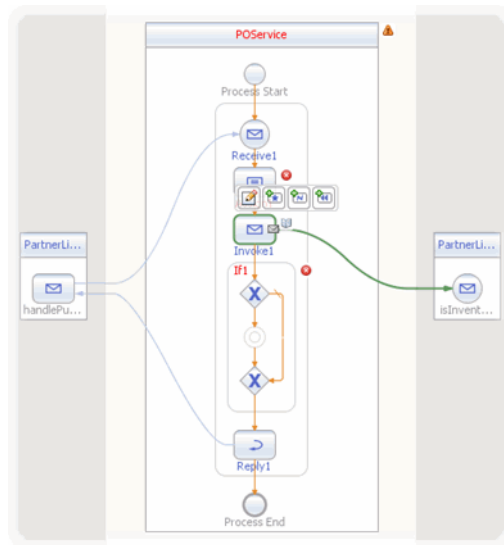 POService
Process Start
Receive1
Invoke1
PartnerLi...
handlePu...
PartnerLi...
isInvent...
If1
Reply1
Process End